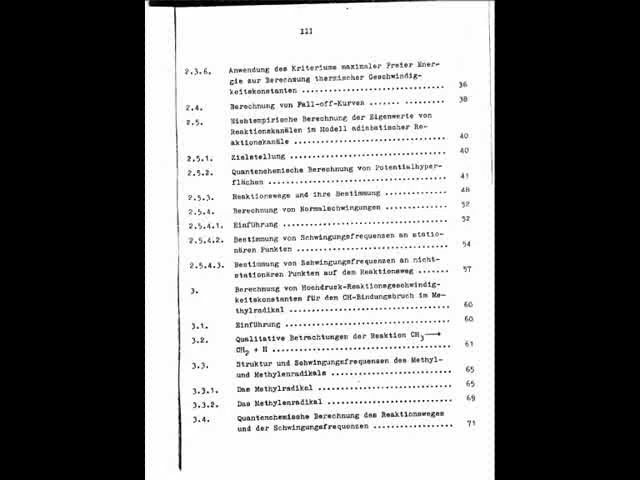 III
2.3.6. Anwendung des Kriteriums maximaler Freier Ener-
gie zur Berechnung thermischer Geschwindig-
keitskonstanten ................................ 36
2.4. Berechnung von Fall-off-Kurven ....... ........ 38
2.5. Nichtempirische Berechnung der Eigenwerte von
Reaktionskanälen im Modell adiabatischer Re-
aktionskanäle .................................. 40
2.5.1. Zielstellung ................................... 40
2.5.2. Quantenchemische Berechnung von Potentialhyper-
flächen ........................................ 41
2.5.3. Reaktionswege und ihre Bestimmung ............. 48
2.5.4. Berechnung von Normalschwingungen ............. 52
2.5.4.1. Einführung ..................................... 52
2.5.4.2. Bestimmung von Schwingungsfrequenzen an statio-
nären Punkten .................................. 54
2.5.4.3. Bestimmung von Schwingungsfrequenzen an nicht-
stationären Punkten auf dem Reaktionsweg ....... 57
3. Berechnung von Hochdruck-Reaktionsgeschwindig-
keitskonstanten für den CH-Bindungsbruch im Me-
thylradikal .................................... 60
3.1. Einführung ..................................... 60
3.2. Qualitative Betrachtungen der Reaktion CH3 ⟶
CH2 + H ........................................ 61
3.3. Struktur und Schwingungsfrequenzen des Methyl-
und Methylenradikals ........................... 65
3.3.1. Das Methylradikal .............................. 65
3.3.2. Das Methylenradikal ............................ 69
3.4. Quantenchemische Berechnung des Reaktionsweges
und der Schwingungsfrequenzen .................. 71